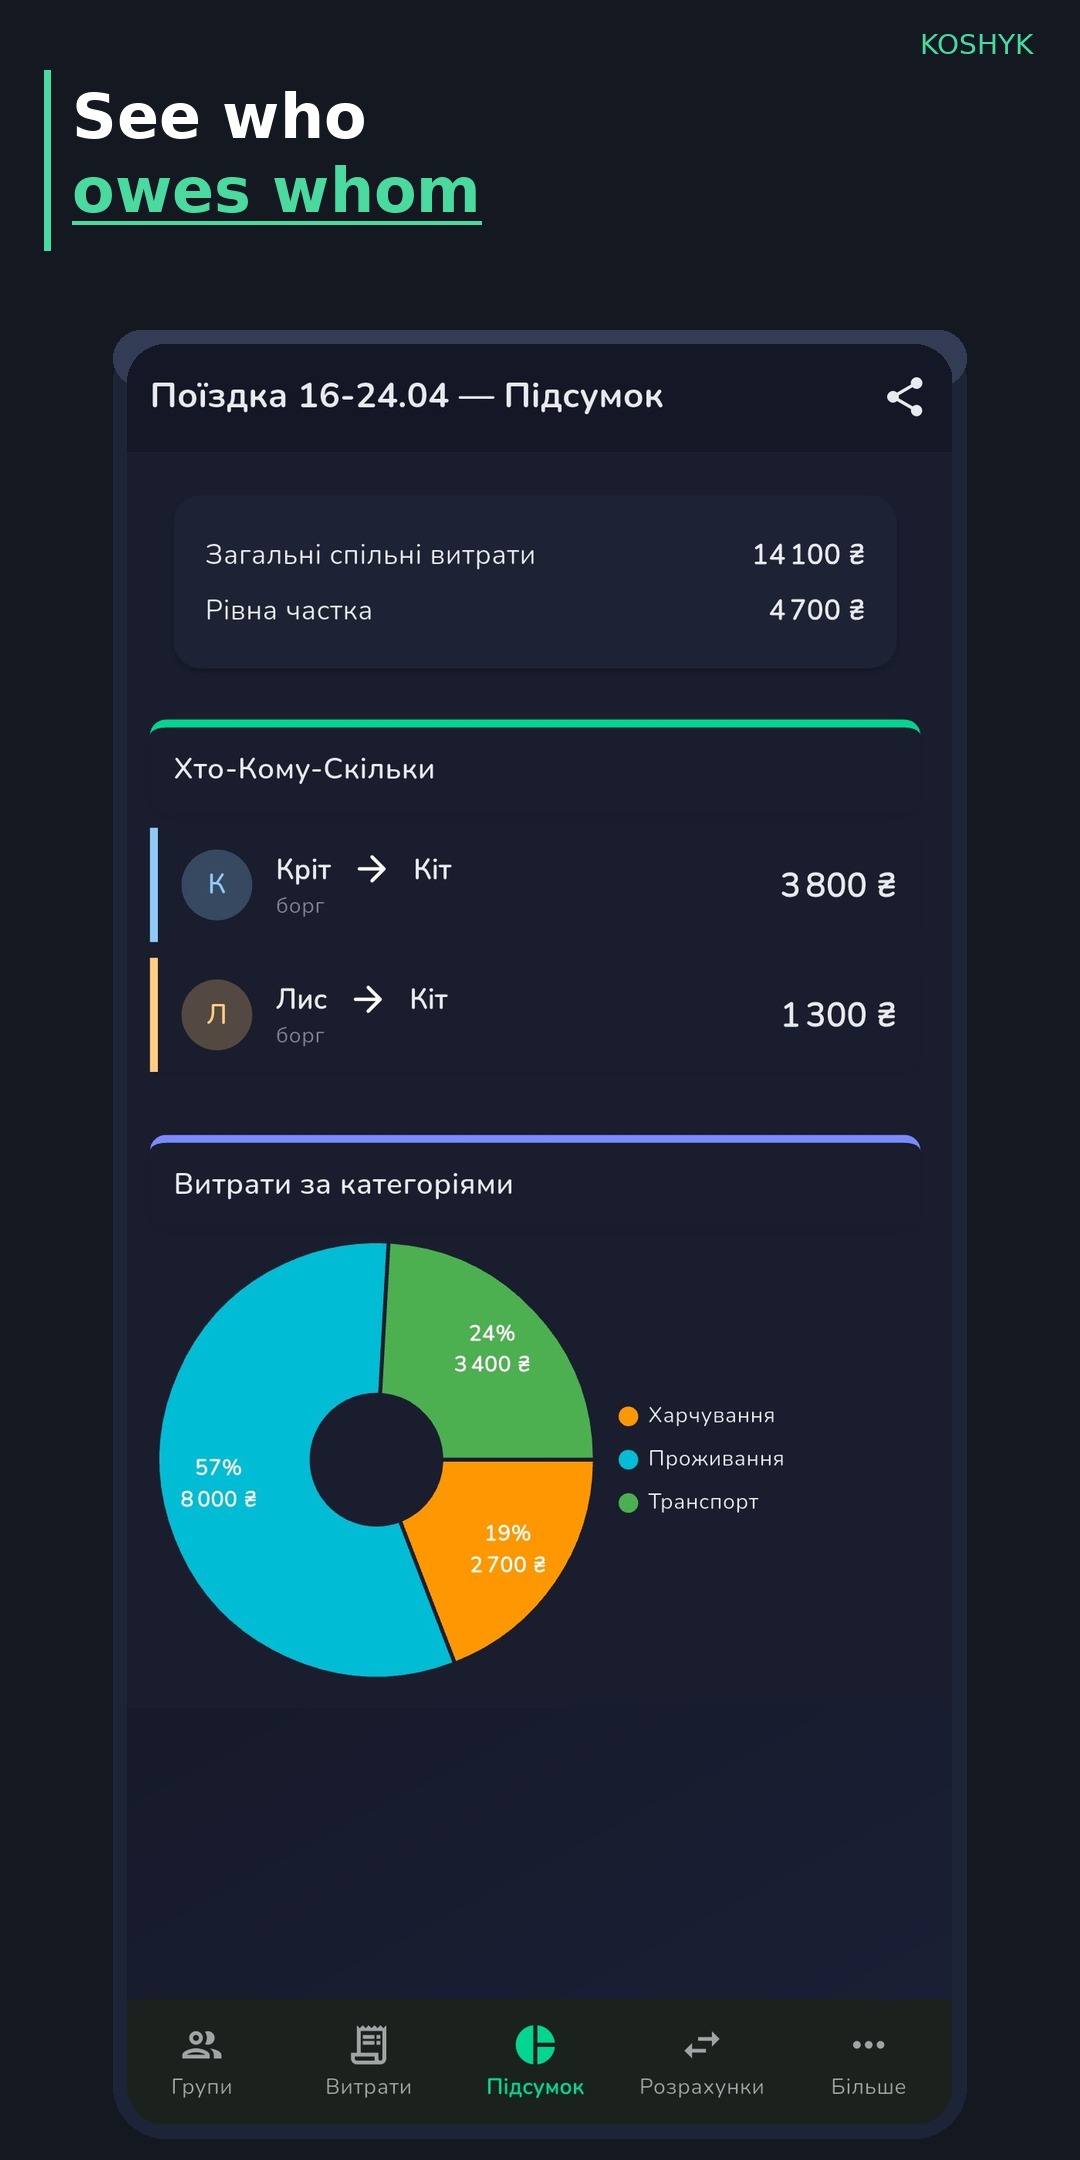 KOSHYK
See who
owes whom
Поїздка 16-24.04 — Підсумок
Загальні спільні витрати 14 100 ₴
Рівна частка 4 700 ₴
Хто-Кому-Скільки
К
Кріт → Кіт
борг
3 800 ₴
Л
Лис → Кіт
борг
1 300 ₴
Витрати за категоріями
24%
3 400 ₴
57%
8 000 ₴
19%
2 700 ₴
Харчування
Проживання
Транспорт
Групи
Витрати
Підсумок
Розрахунки
Більше